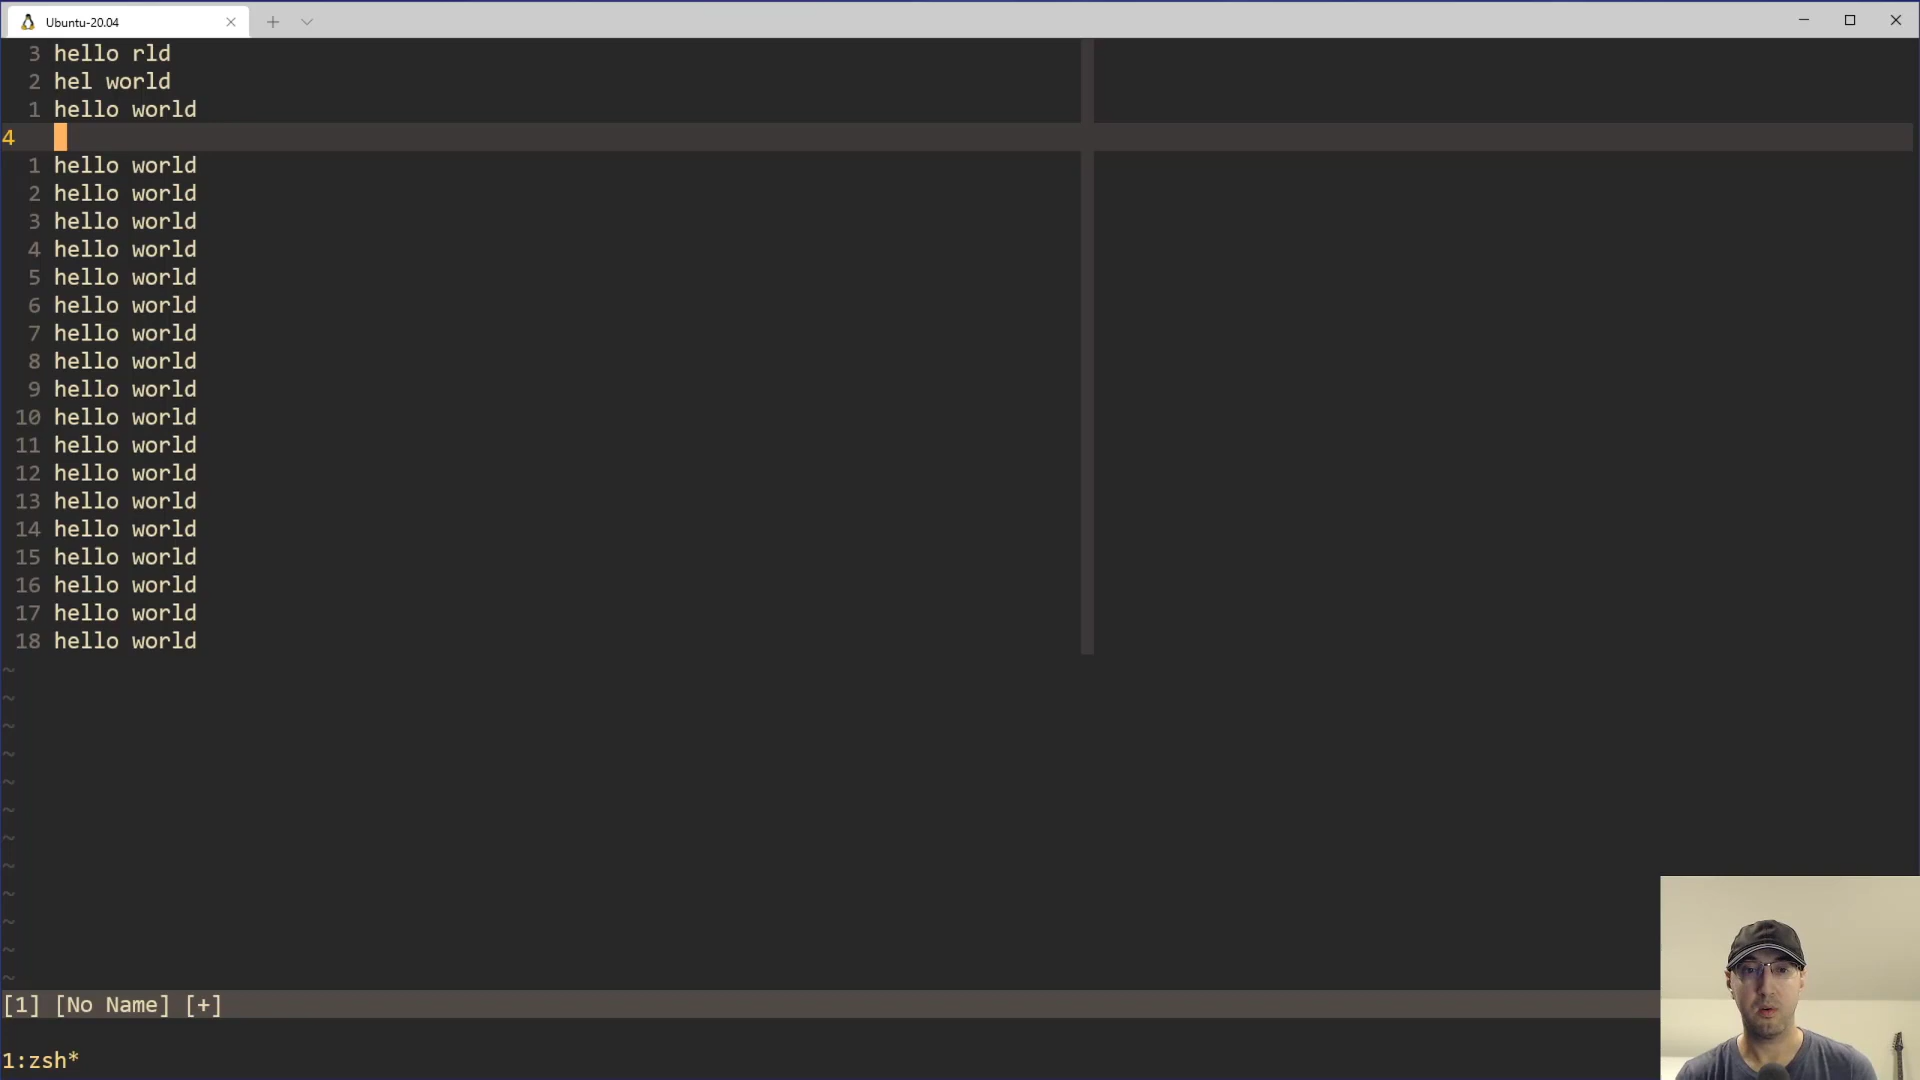 Ubuntu-20.04
3 hello rld
2 hel world
1 hello world
4
1 hello world
2 hello world
3 hello world
4 hello world
5 hello world
6 hello world
7 hello world
8 hello world
9 hello world
10 hello world
11 hello world
12 hello world
13 hello world
14 hello world
15 hello world
16 hello world
17 hello world
18 hello world
~
~
~
~
~
~
~
~
~
~
~
~
[1] [No Name] [+]
1:zsh*